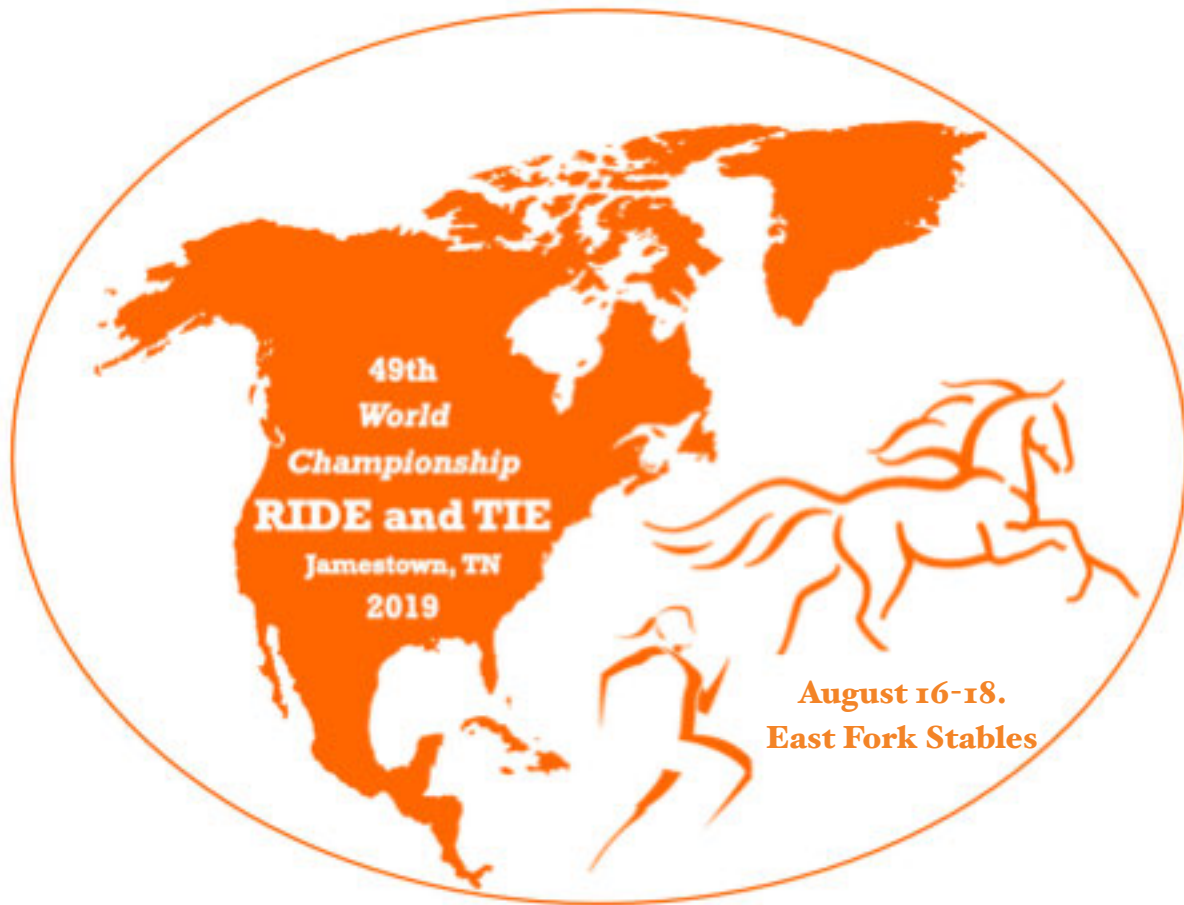 49th
World
Championship
RIDE and TIE
Jamestown, TN
2019
August 16-18.
East Fork Stables